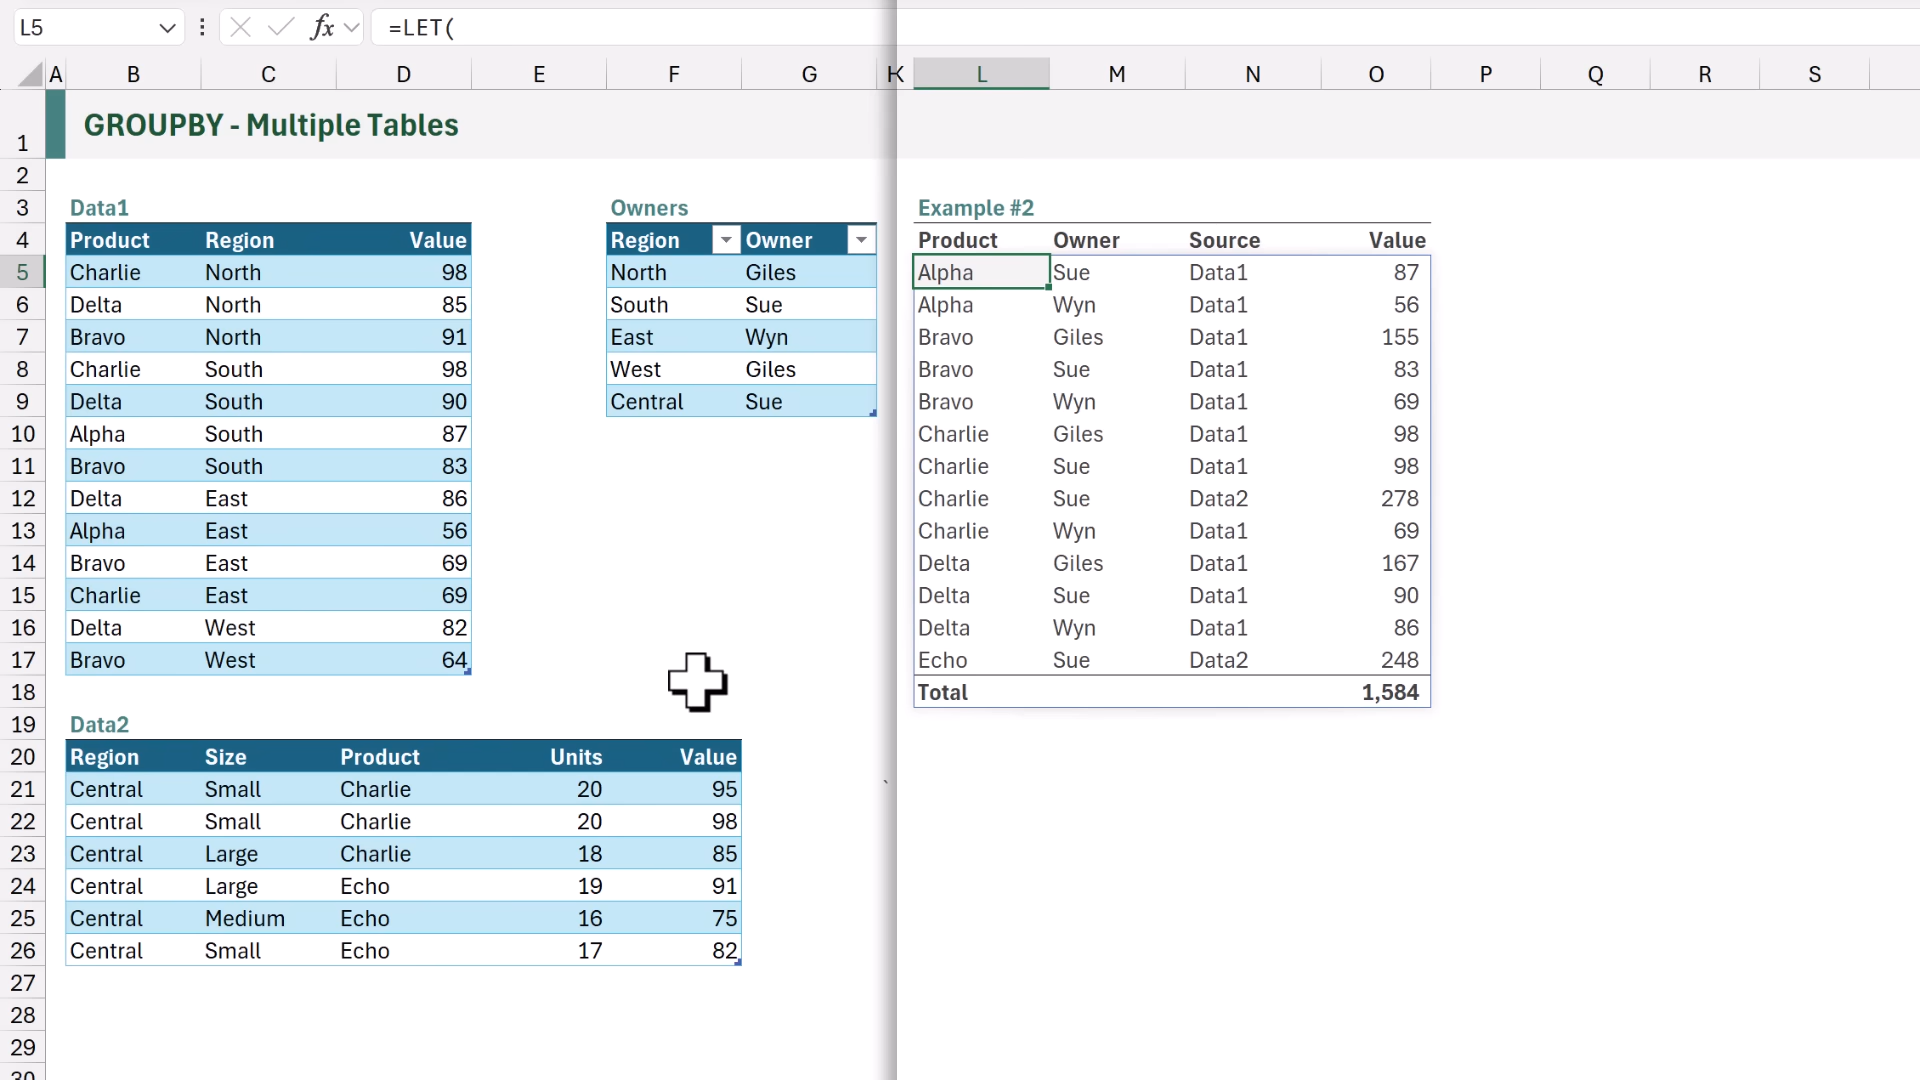 L5 fx =LET(
A B C D E F G K L M N O P Q R S
1 GROUPBY - Multiple Tables
2
3 Data1 Owners Example #2
4 Product Region Value Region Owner Product Owner Source Value
5 Charlie North 98 North Giles Alpha Sue Data1 87
6 Delta North 85 South Sue Alpha Wyn Data1 56
7 Bravo North 91 East Wyn Bravo Giles Data1 155
8 Charlie South 98 West Giles Bravo Sue Data1 83
9 Delta South 90 Central Sue Bravo Wyn Data1 69
10 Alpha South 87 Charlie Giles Data1 98
11 Bravo South 83 Charlie Sue Data1 98
12 Delta East 86 Charlie Sue Data2 278
13 Alpha East 56 Charlie Wyn Data1 69
14 Bravo East 69 Delta Giles Data1 167
15 Charlie East 69 Delta Sue Data1 90
16 Delta West 82 Delta Wyn Data1 86
17 Bravo West 64 Echo Sue Data2 248
18 Total 1,584
19 Data2
20 Region Size Product Units Value
21 Central Small Charlie 20 95 `
22 Central Small Charlie 20 98
23 Central Large Charlie 18 85
24 Central Large Echo 19 91
25 Central Medium Echo 16 75
26 Central Small Echo 17 82
27
28
29
30